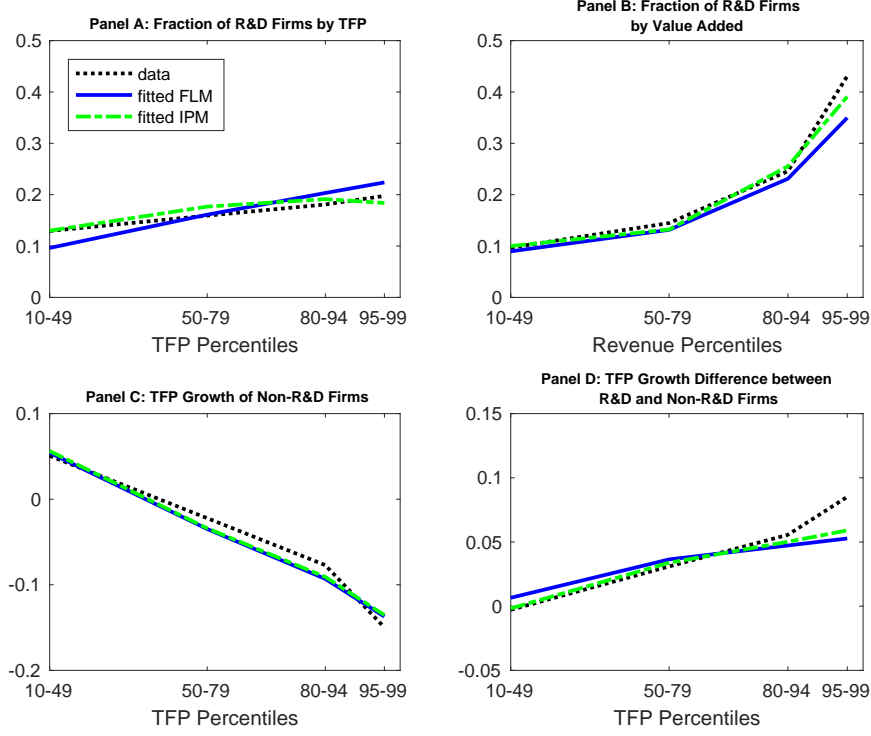 Panel A: Fraction of R&D Firms by TFP
0.5
0.4
0.3
0.2
0.1
0
data
fitted FLM
fitted IPM
10-49
50-79
80-94
95-99
TFP Percentiles
Panel B: Fraction of R&D Firms
by Value Added
0.5
0.4
0.3
0.2
0.1
0
10-49
50-79
80-94
95-99
Revenue Percentiles
Panel C: TFP Growth of Non-R&D Firms
0.1
0
-0.1
-0.2
10-49
50-79
80-94
95-99
TFP Percentiles
Panel D: TFP Growth Difference between
R&D and Non-R&D Firms
0.15
0.1
0.05
0
-0.05
10-49
50-79
80-94
95-99
TFP Percentiles